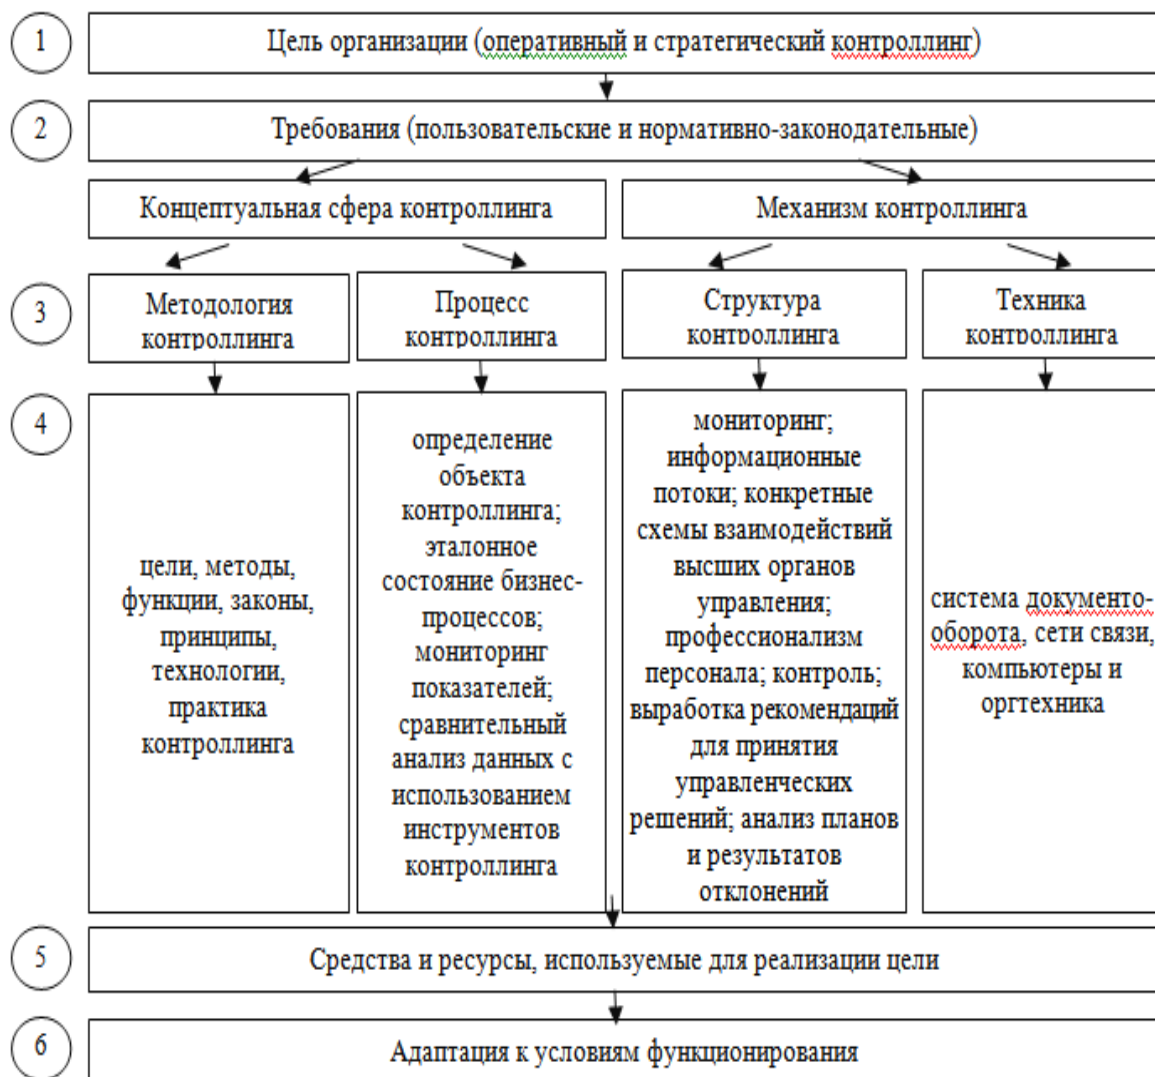 1
Цель организации (оперативный и стратегический контроллинг)
2
Требования (пользовательские и нормативно-законодательные)
Концептуальная сфера контроллинга
Механизм контроллинга
3
Методология
контроллинга
Процесс
контроллинга
Структура
контроллинга
Техника
контроллинга
4
цели, методы,
функции, законы,
принципы,
технологии,
практика
контроллинга
определение
объекта
контроллинга;
эталонное
состояние бизнес-
процессов;
мониторинг
показателей;
сравнительный
анализ данных с
использованием
инструментов
контроллинга
мониторинг;
информационные
потоки; конкретные
схемы взаимодействий
высших органов
управления;
профессионализм
персонала; контроль;
выработка рекомендаций
для принятия
управленческих
решений; анализ планов
и результатов
отклонений
система документо-
оборота, сети связи,
компьютеры и
оргтехника
5
Средства и ресурсы, используемые для реализации цели
6
Адаптация к условиям функционирования